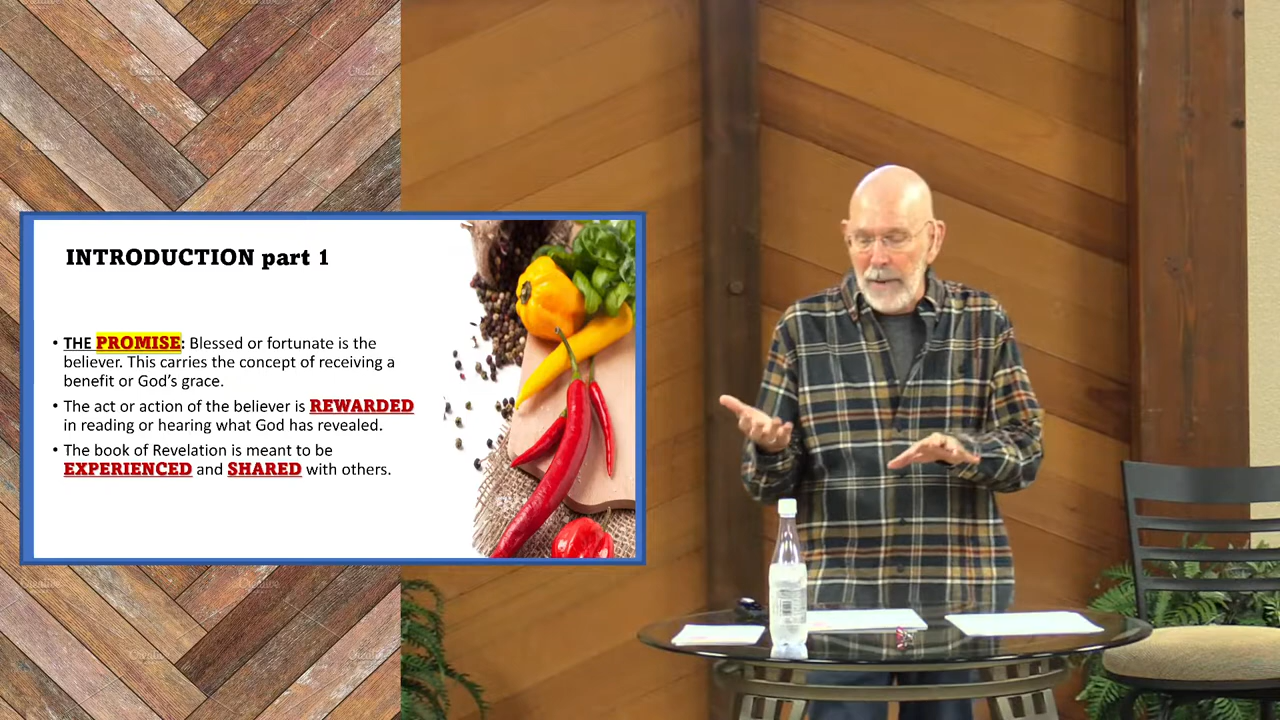 INTRODUCTION part 1
• THE PROMISE: Blessed or fortunate is the
believer. This carries the concept of receiving a
benefit or God’s grace.
• The act or action of the believer is REWARDED
in reading or hearing what God has revealed.
• The book of Revelation is meant to be
EXPERIENCED and SHARED with others.